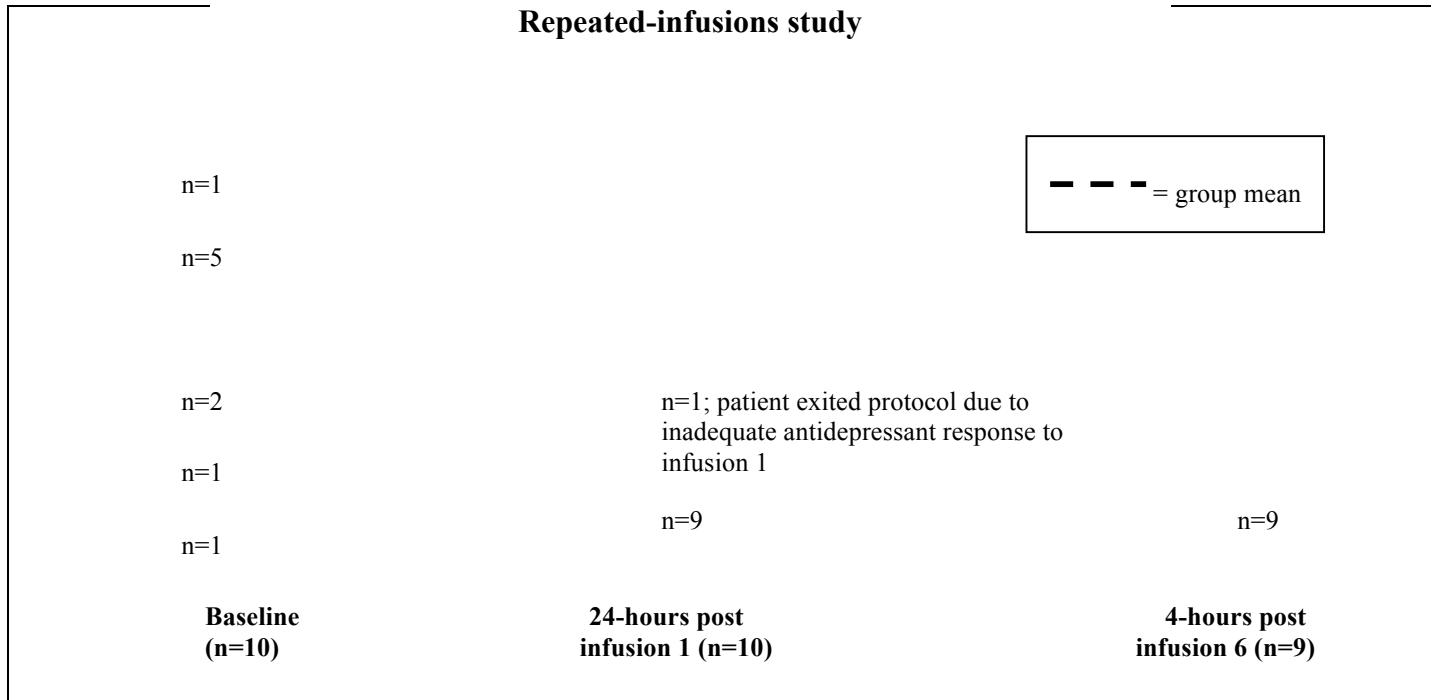 Repeated-infusions study
n=1
= group mean
n=5
n=2
n=1; patient exited protocol due to
inadequate antidepressant response to
infusion 1
n=1
n=9
n=9
n=1
Baseline
(n=10)
24-hours post
infusion 1 (n=10)
4-hours post
infusion 6 (n=9)